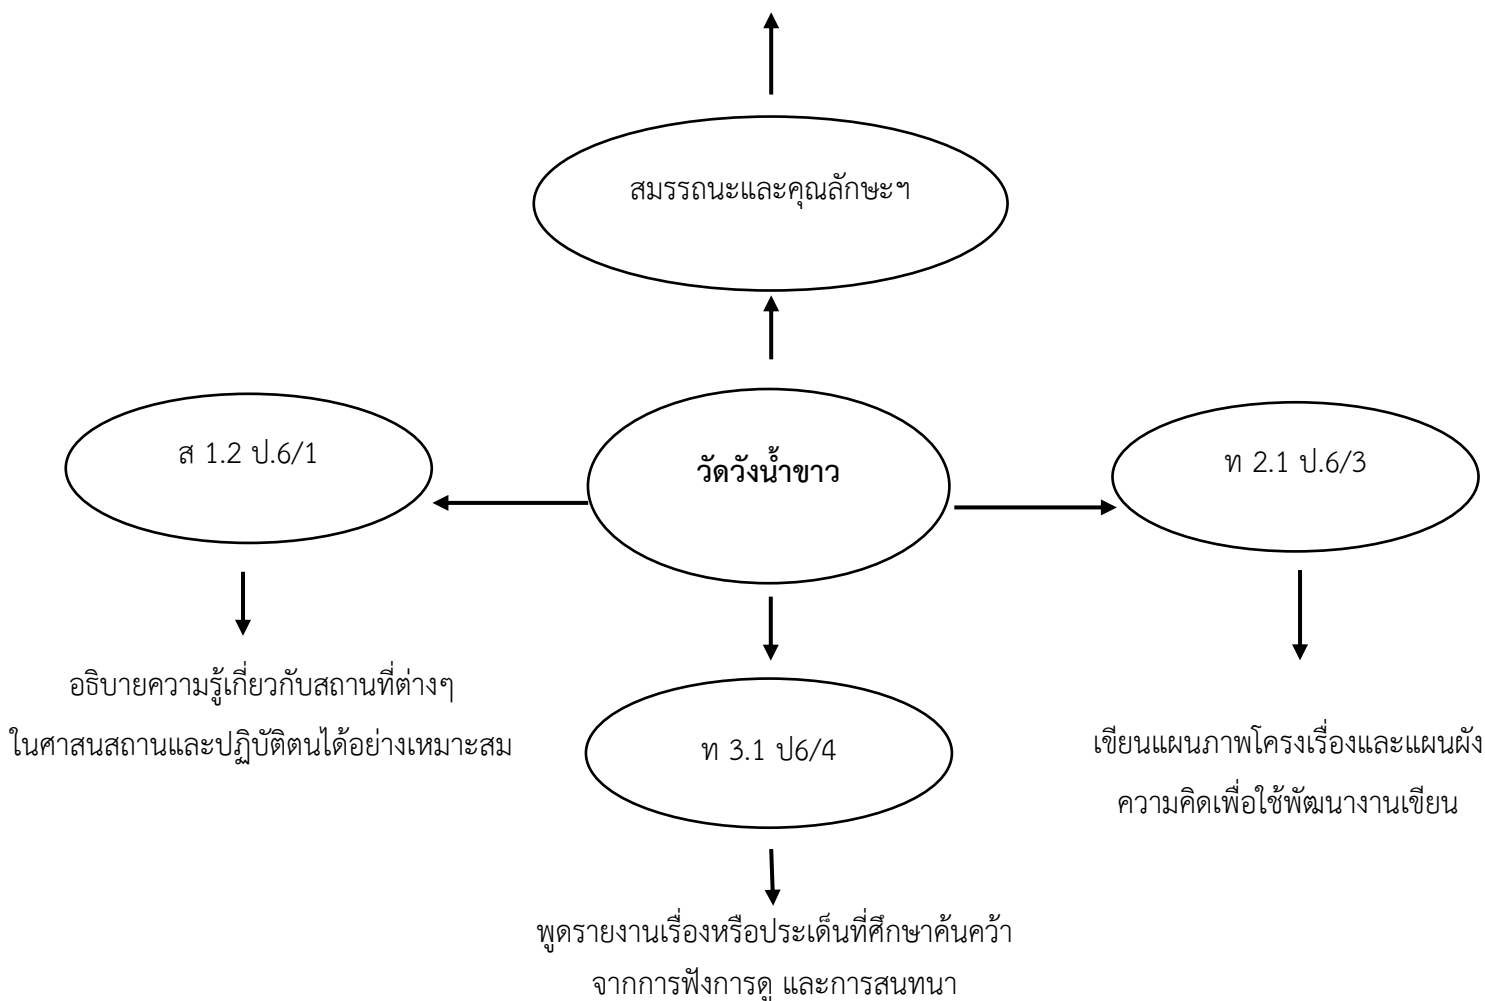 สมรรถนะและคุณลักษะฯ
ส 1.2 ป.6/1
วัดวังน้ำขาว
ท 2.1 ป.6/3
อธิบายความรู้เกี่ยวกับสถานที่ต่างๆ
ในศาสนสถานและปฏิบัติตนได้อย่างเหมาะสม
ท 3.1 ป6/4
เขียนแผนภาพโครงเรื่องและแผนผัง
ความคิดเพื่อใช้พัฒนางานเขียน
พูดรายงานเรื่องหรือประเด็นที่ศึกษาค้นคว้า
จากการฟังการดู และการสนทนา